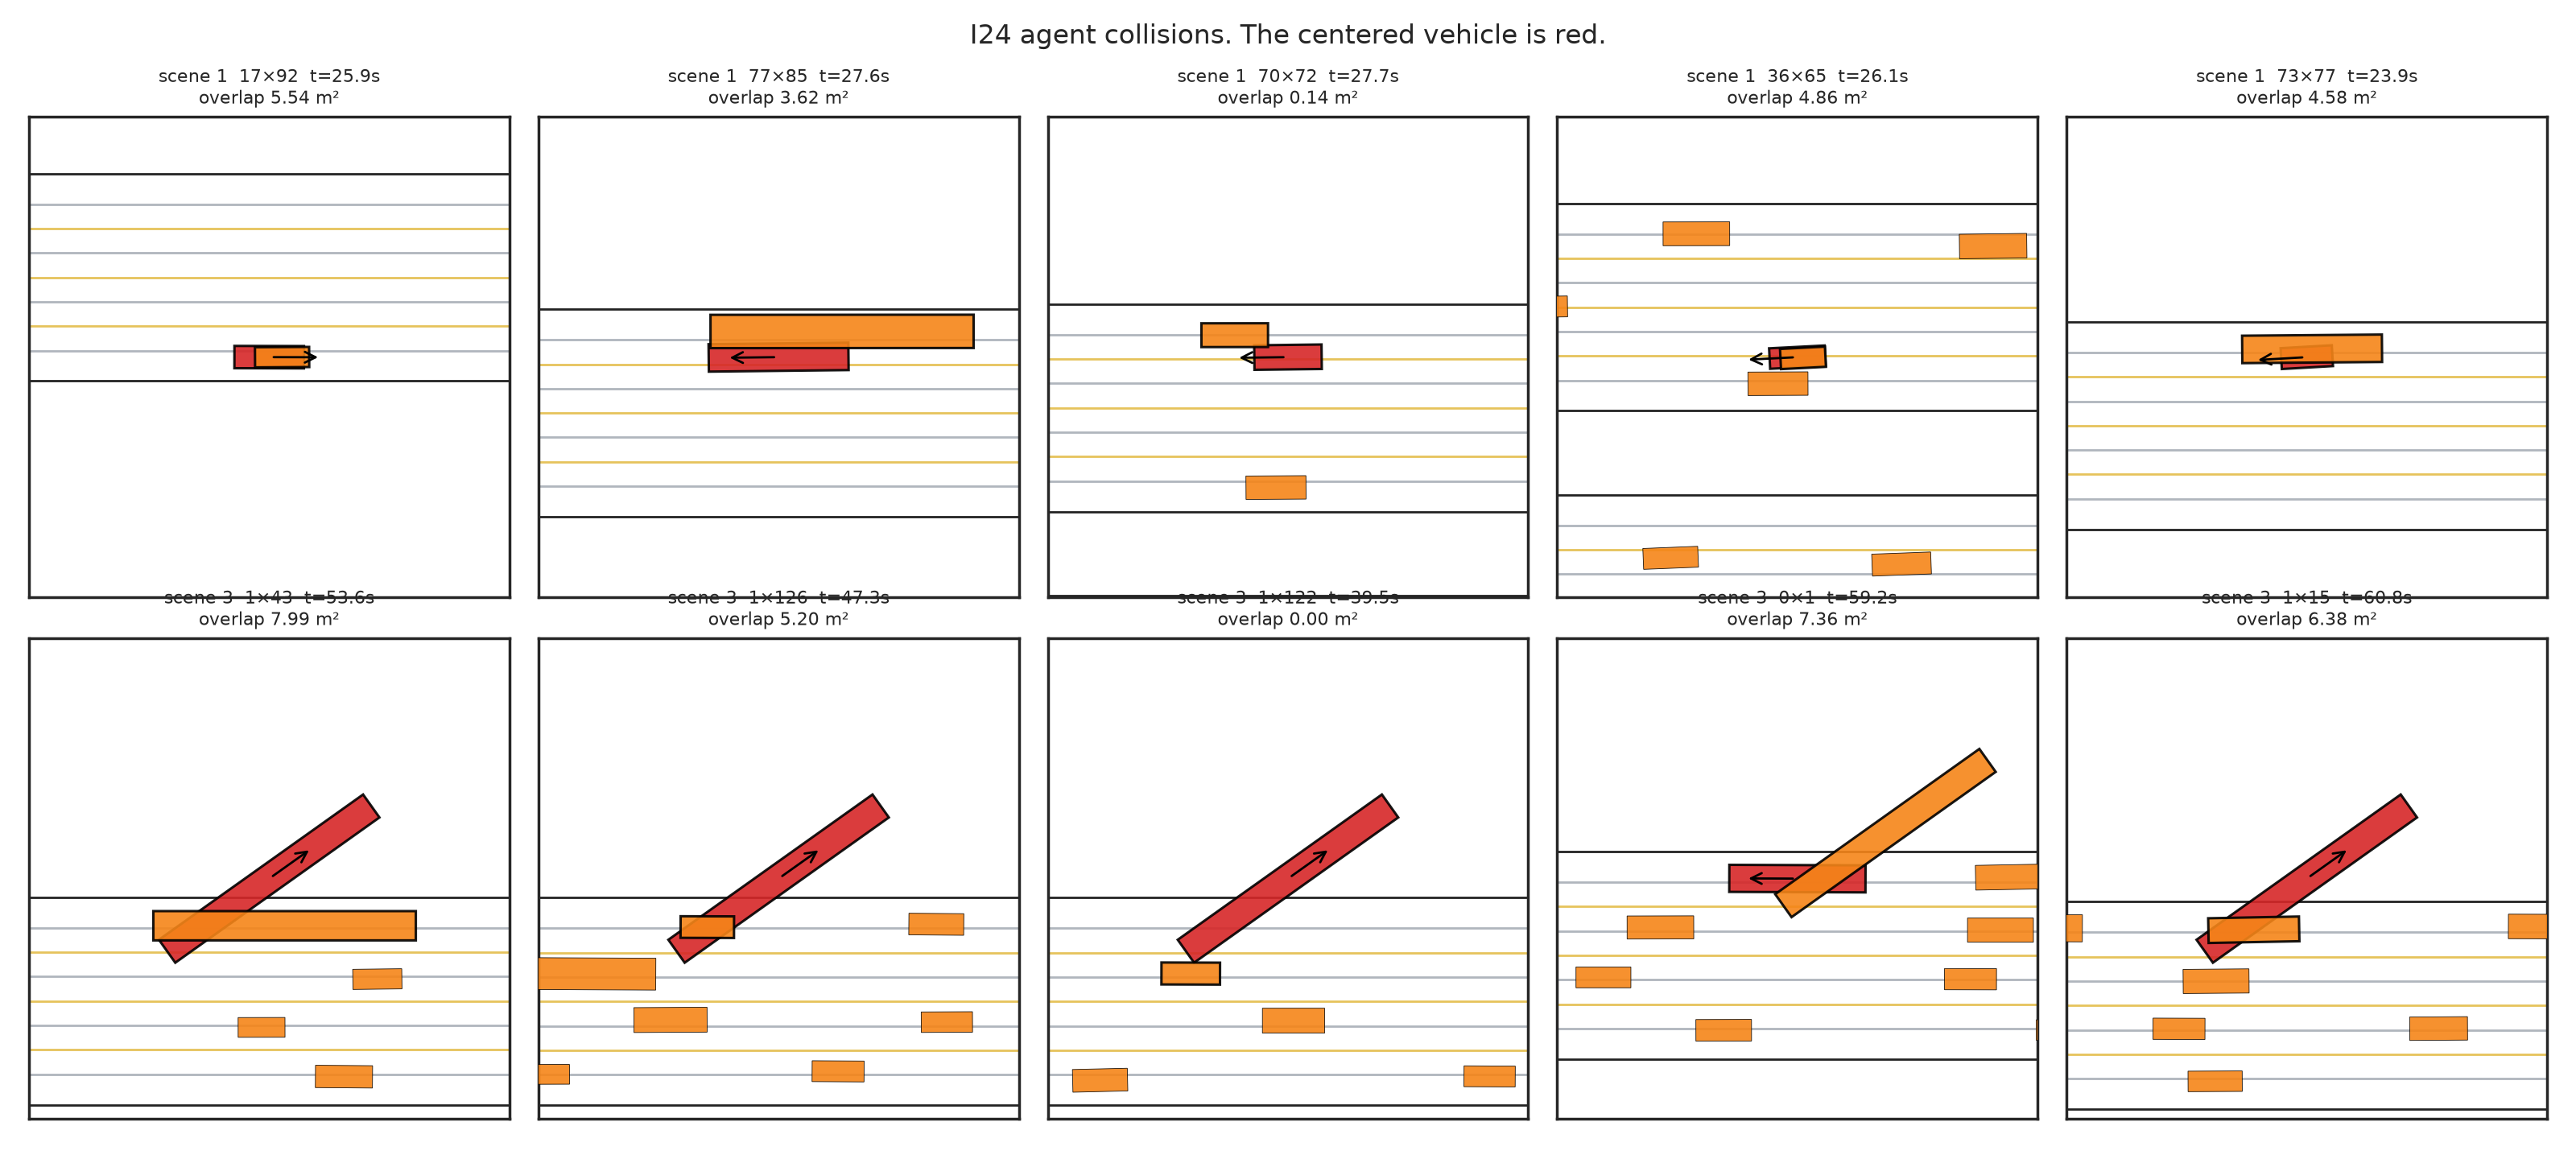 I24 agent collisions. The centered vehicle is red.
scene 1  17×92  t=25.9s
overlap 5.54 m²
scene 1  77×85  t=27.6s
overlap 3.62 m²
scene 1  70×72  t=27.7s
overlap 0.14 m²
scene 1  36×65  t=26.1s
overlap 4.86 m²
scene 1  73×77  t=23.9s
overlap 4.58 m²
scene 3  1×43  t=53.6s
overlap 7.99 m²
scene 3  1×126  t=47.3s
overlap 5.20 m²
scene 3  1×122  t=39.5s
overlap 0.00 m²
scene 3  0×1  t=59.2s
overlap 7.36 m²
scene 3  1×15  t=60.8s
overlap 6.38 m²